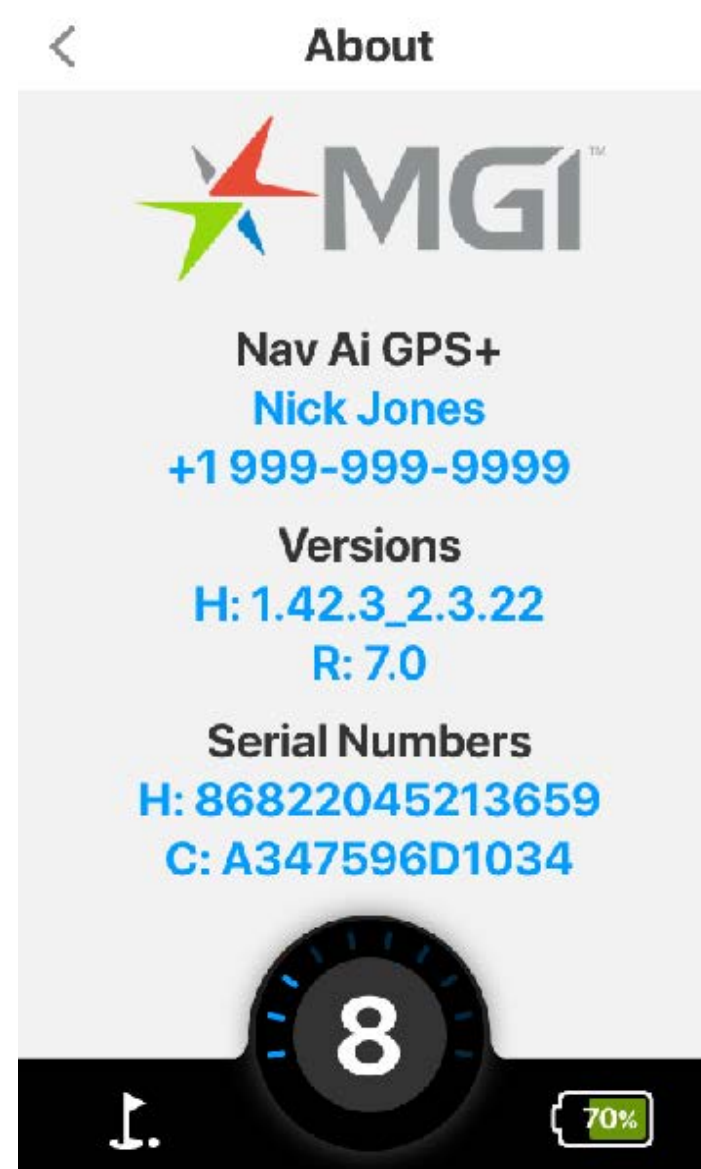 About
MGI™
Nav Ai GPS+
Nick Jones
+1 999-999-9999
Versions
H: 1.42.3_2.3.22
R: 7.0
Serial Numbers
H: 86822045213659
C: A347596D1034
8
70%